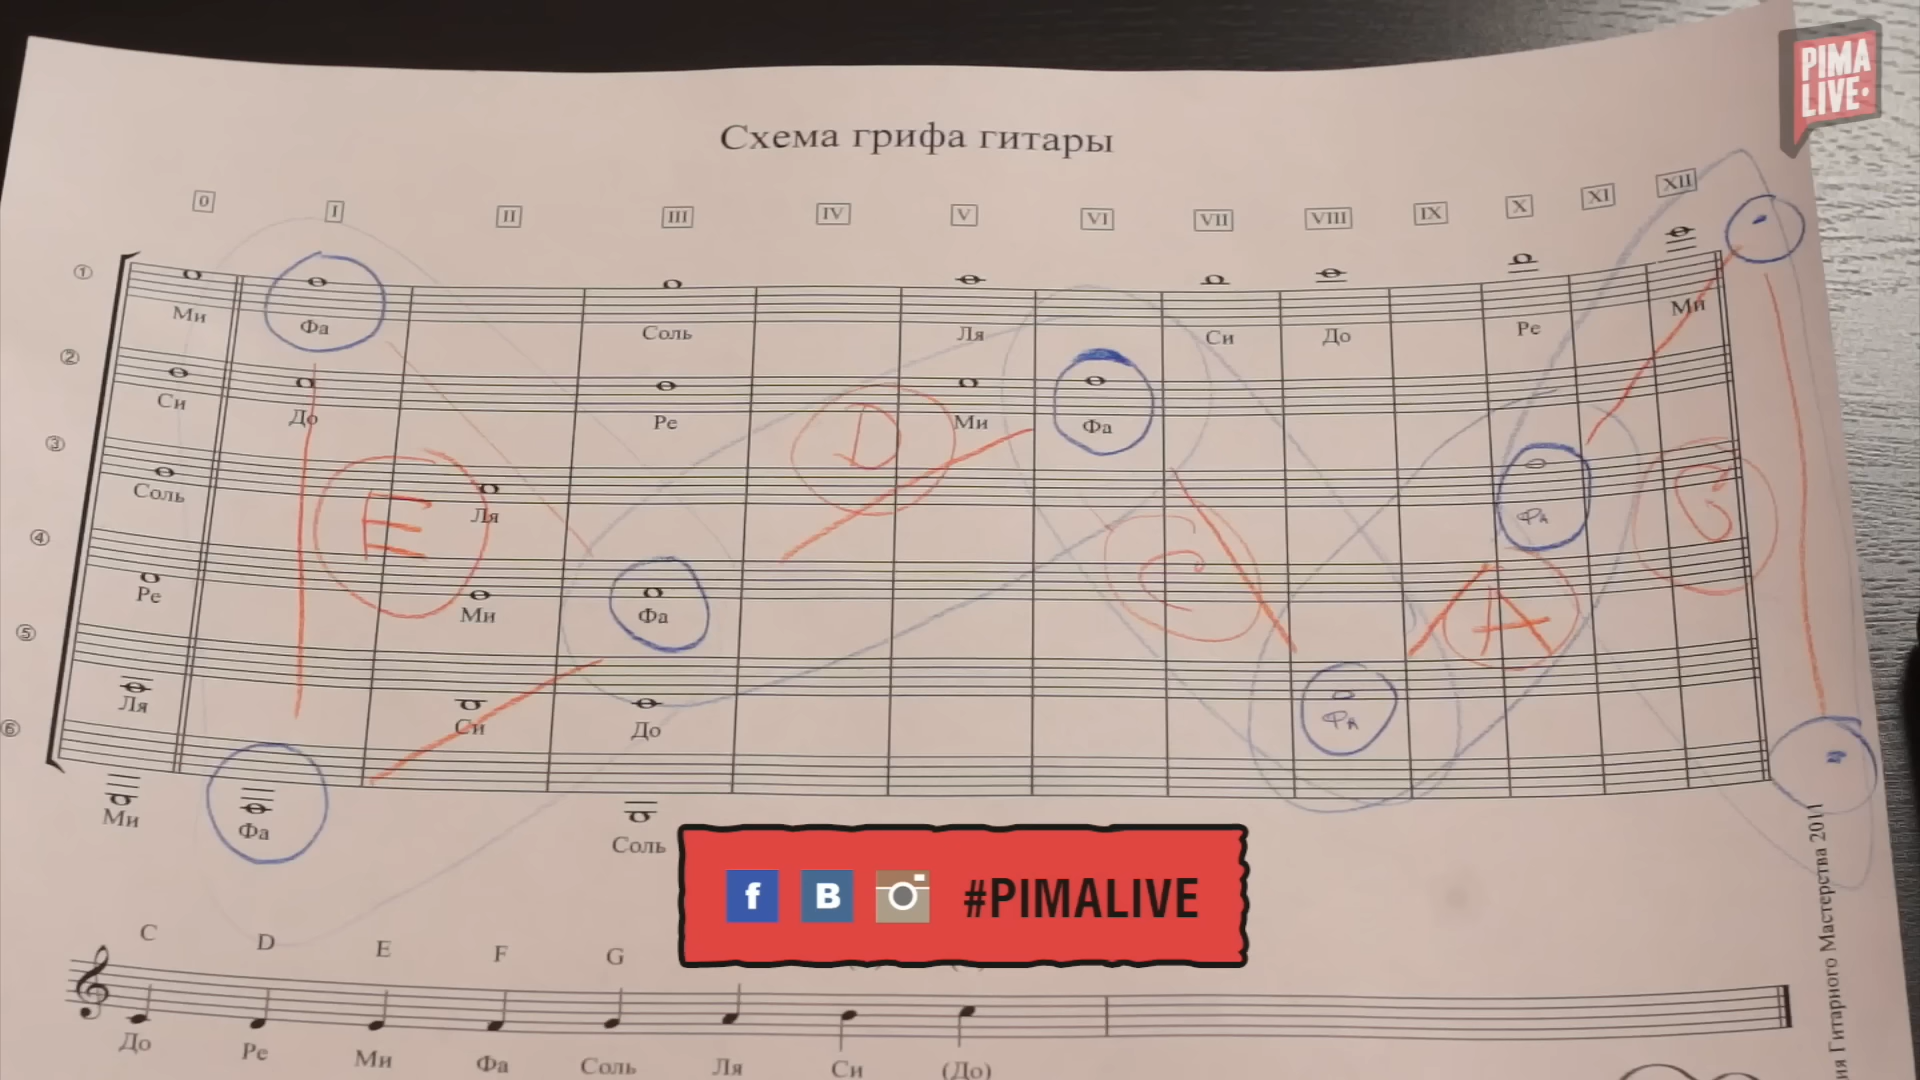 PIMA
LIVE
Схема грифа гитары
0 I II III IV V VI VII VIII IX X XI XII
① Ми Фа Соль Ля Си До Ре Ми
② Си До Ре Ми Фа
D
③ Соль Ля Фа
E C G
④ Ре Ми Фа
A
⑤ Ля Си До Фа
⑥ Ми Фа Соль
f B #PIMALIVE
C D E F G
До Ре Ми Фа Соль Ля Си (До)
Гитарного Мастерства 2011